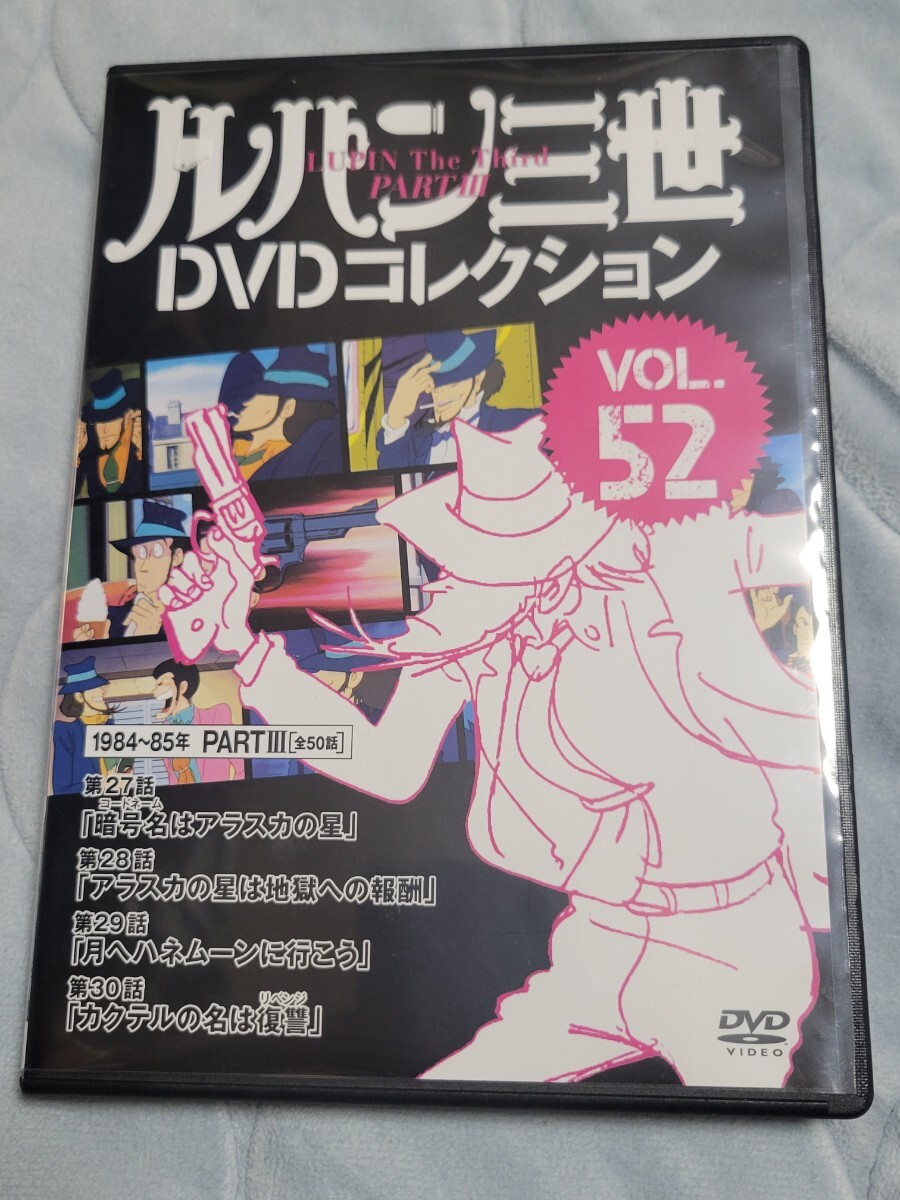 ルパン三世
LUPIN The Third
PARTIII
DVDコレクション
VOL.
52
1984~85年 PARTIII[全50話]
第27話
コードネーム
「暗号名はアラスカの星」
第28話
「アラスカの星は地獄への報酬」
第29話
「月へハネムーンに行こう」
第30話
リベンジ
「カクテルの名は復讐」
DVD
VIDEO